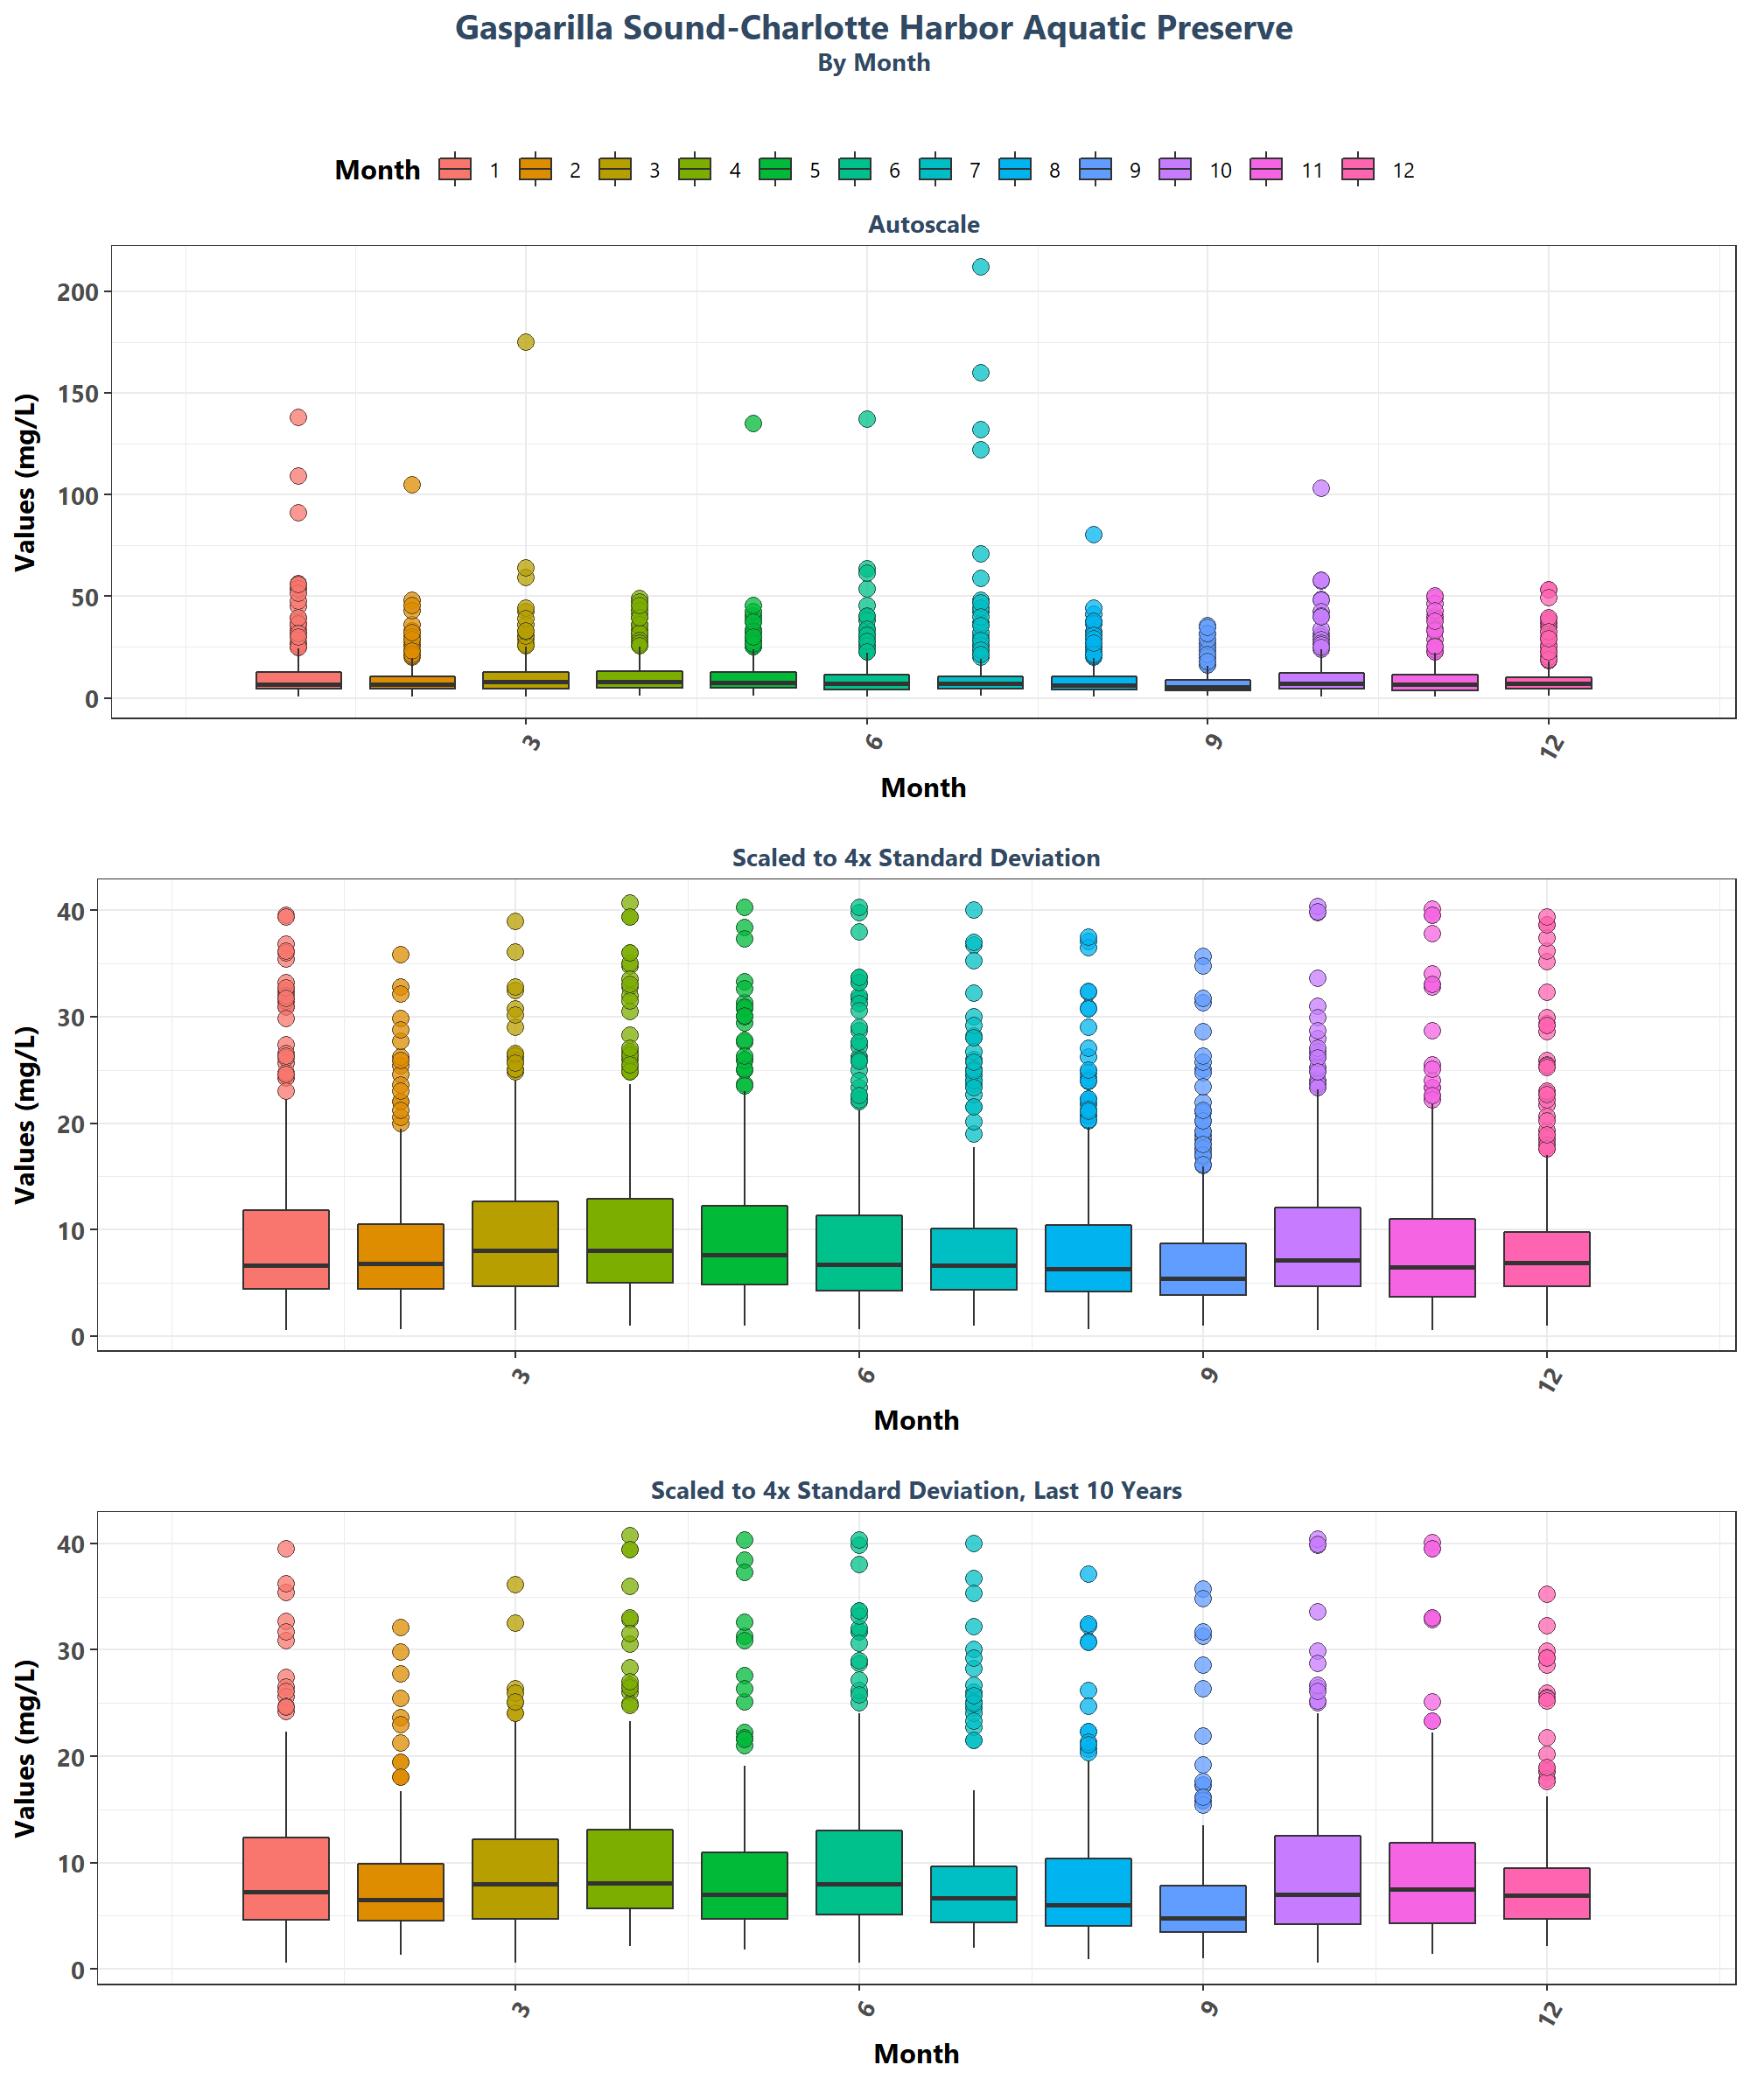 Gasparilla Sound-Charlotte Harbor Aquatic Preserve
By Month
Month 1 2 3 4 5 6 7 8 9 10 11 12
Autoscale
Values (mg/L)
200
150
100
50
0
3 6 9 12
Month
Scaled to 4x Standard Deviation
Values (mg/L)
40
30
20
10
0
3 6 9 12
Month
Scaled to 4x Standard Deviation, Last 10 Years
Values (mg/L)
40
30
20
10
0
3 6 9 12
Month